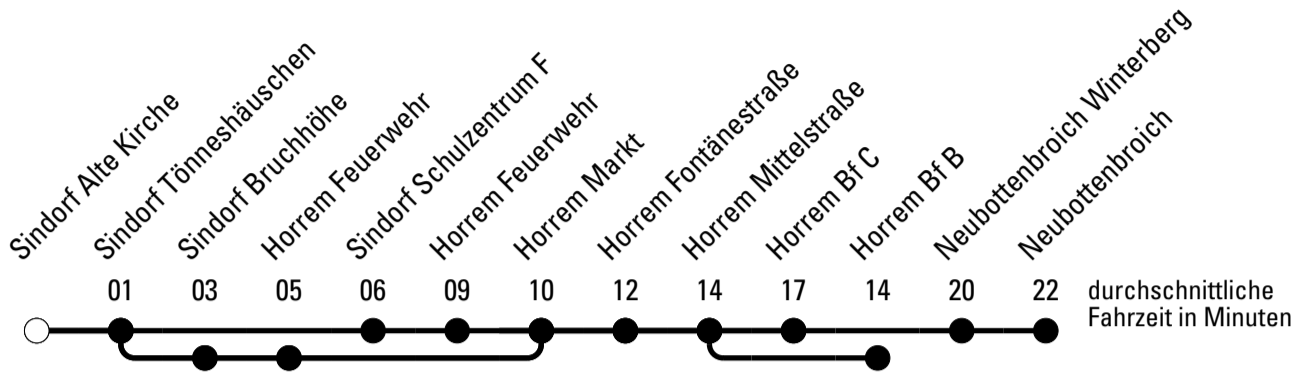 Sindorf Alte Kirche
Sindorf Tönneshäuschen
Sindorf Bruchhöhe
Horrem Feuerwehr
Sindorf Schulzentrum F
Horrem Feuerwehr
Horrem Markt
Horrem Fontänestraße
Horrem Mittelstraße
Horrem Bf C
Horrem Bf B
Neubottenbroich Winterberg
Neubottenbroich
01 03 05 06 09 10 12 14 17 14 20 22
durchschnittliche
Fahrzeit in Minuten